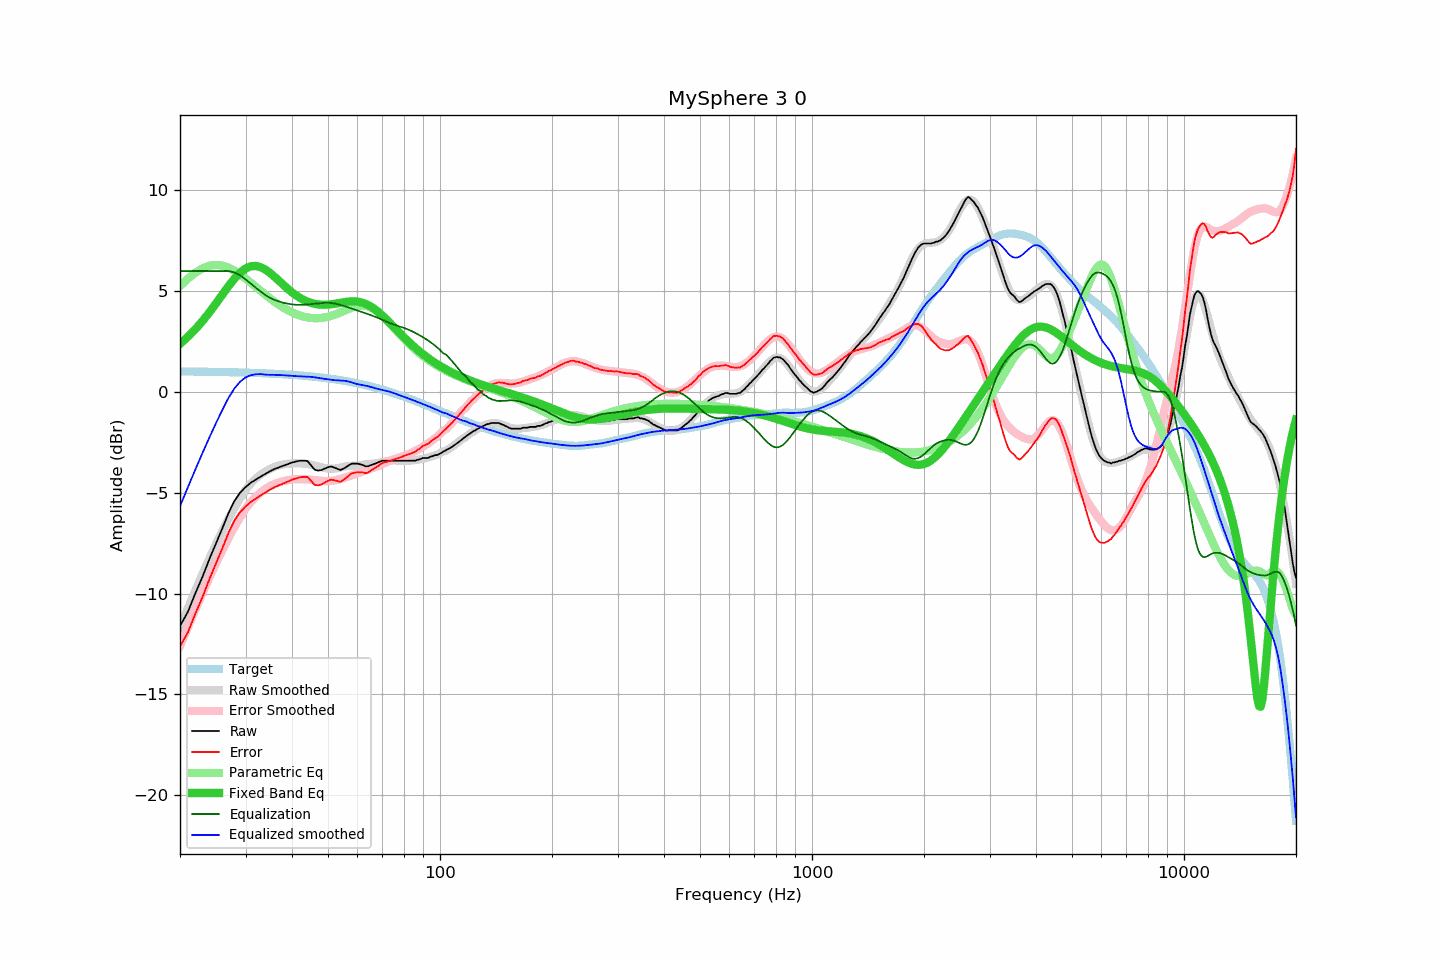 MySphere 3 0
Amplitude (dBr)
10
5
0
−5
−10
−15
−20
Target
Raw Smoothed
Error Smoothed
Raw
Error
Parametric Eq
Fixed Band Eq
Equalization
Equalized smoothed
100
1000
10000
Frequency (Hz)